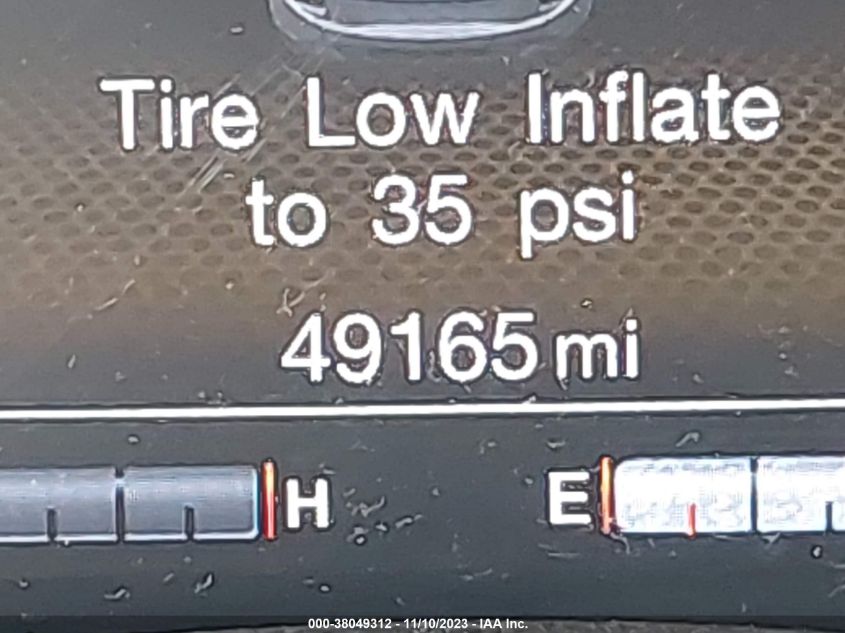 Tire Low Inflate
to 35 psi
49165 mi
H E
000-38049312 - 11/10/2023 - IAA Inc.